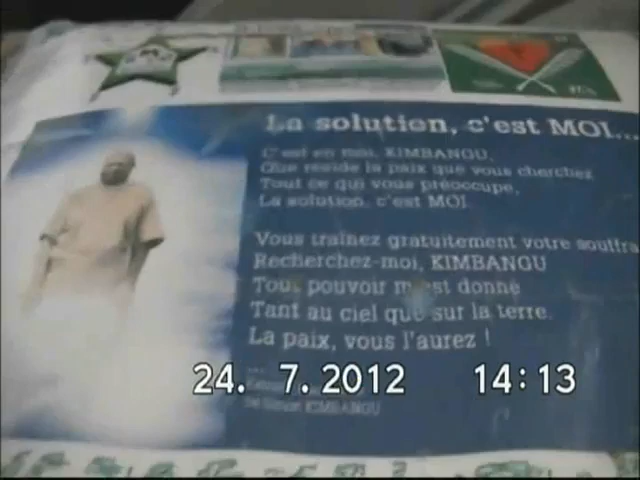 La solution, c'est MOI...
C'est en moi, KIMBANGU,
Que reside la paix que vous cherchez
Tout ce qui vous préoccupe,
La solution, c'est MOI
Vous traînez gratuitement votre souffra
Recherchez-moi, KIMBANGU
Tout pouvoir m'est donné
Tant au ciel que sur la terre.
La paix, vous l'aurez !
24. 7. 2012 14:13
KIMBANGU